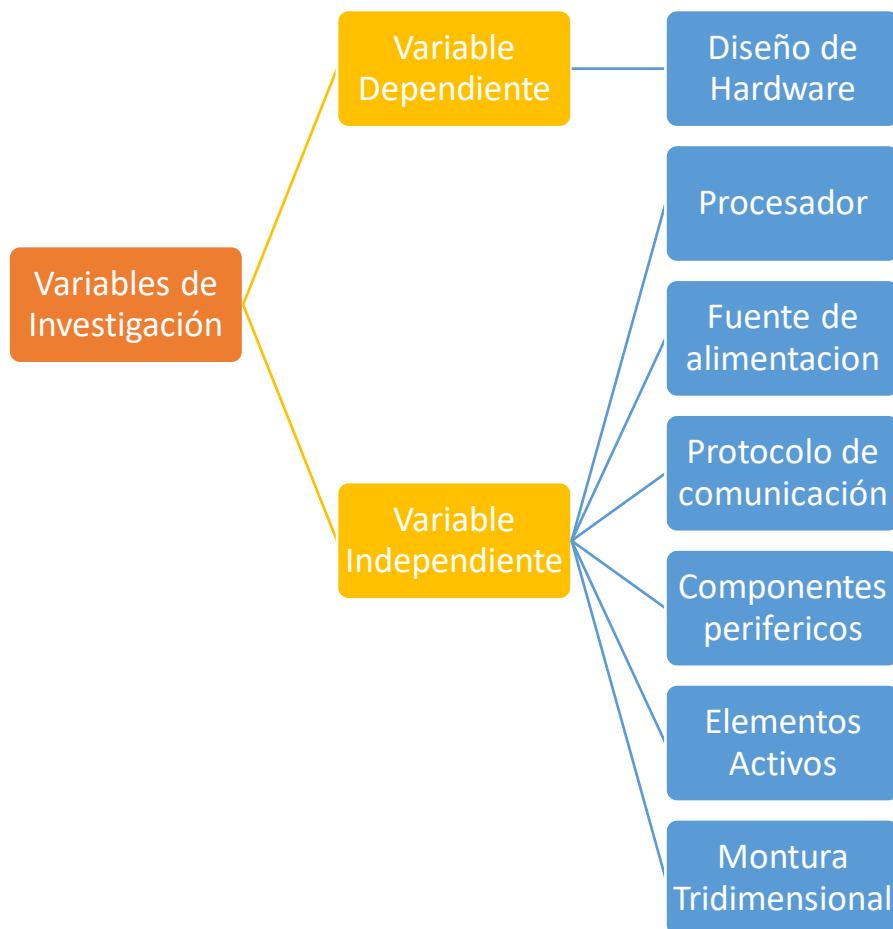 Variables de
Investigación
Variable
Dependiente
Diseño de
Hardware
Variable
Independiente
Procesador
Fuente de
alimentacion
Protocolo de
comunicación
Componentes
perifericos
Elementos
Activos
Montura
Tridimensional